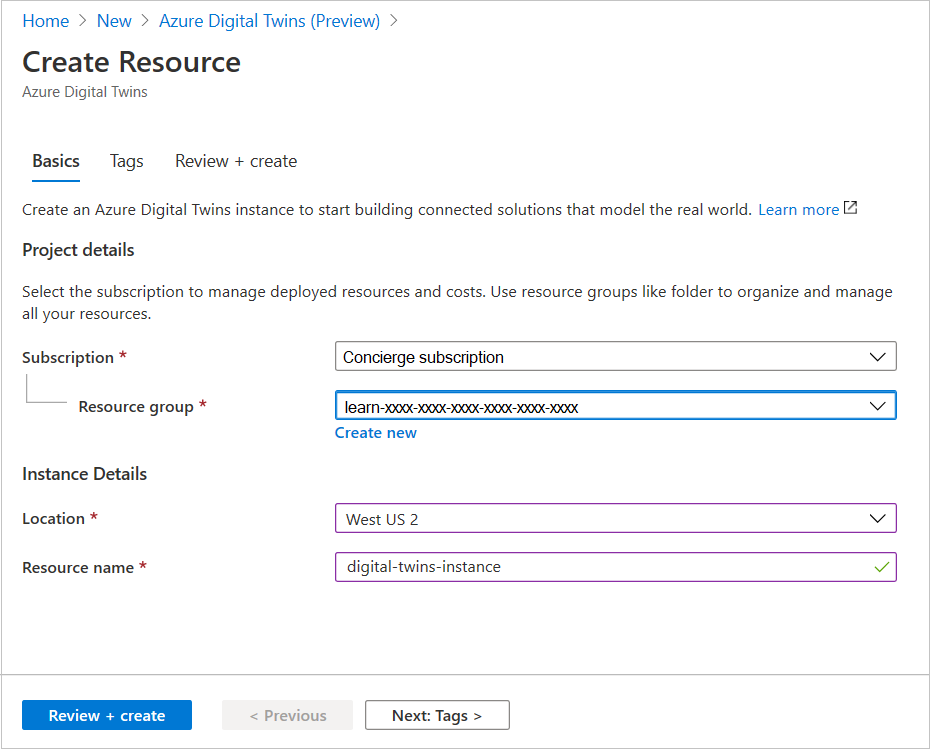 Home > New > Azure Digital Twins (Preview) >
Create Resource
Azure Digital Twins
Basics Tags Review + create
Create an Azure Digital Twins instance to start building connected solutions that model the real world. Learn more
Project details
Select the subscription to manage deployed resources and costs. Use resource groups like folder to organize and manage
all your resources.
Subscription * Concierge subscription
Resource group * learn-xxxx-xxxx-xxxx-xxxx-xxxx-xxxx
Create new
Instance Details
Location * West US 2
Resource name * digital-twins-instance
Review + create < Previous Next: Tags >